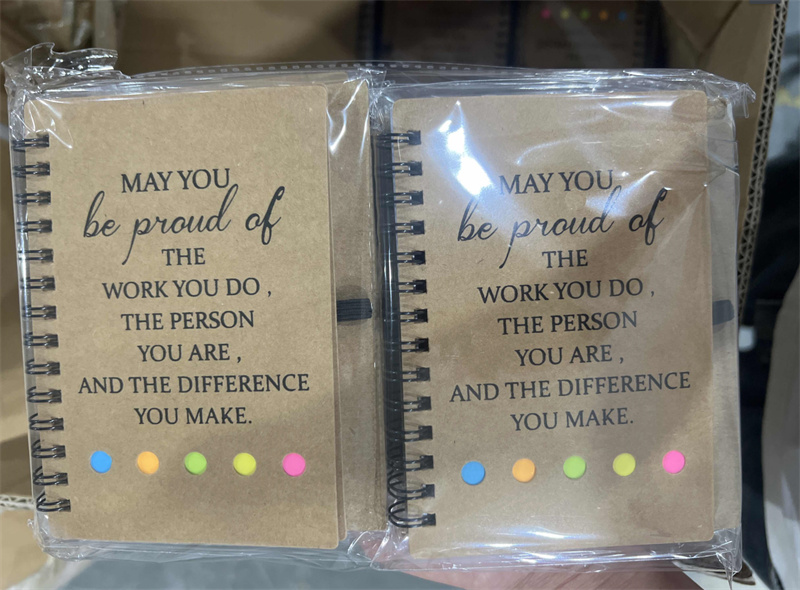 MAY YOU
be proud of
THE
WORK YOU DO ,
THE PERSON
YOU ARE ,
AND THE DIFFERENCE
YOU MAKE.
MAY YOU
be proud of
THE
WORK YOU DO ,
THE PERSON
YOU ARE ,
AND THE DIFFERENCE
YOU MAKE.